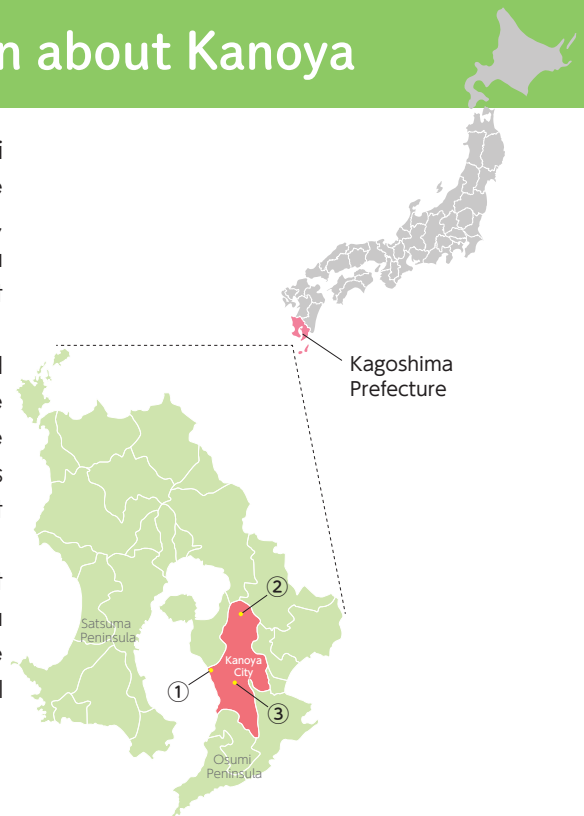 n about Kanoya
Kagoshima
Prefecture
②
Satsuma
Peninsula
Kanoya
City
①
③
Osumi
Peninsula